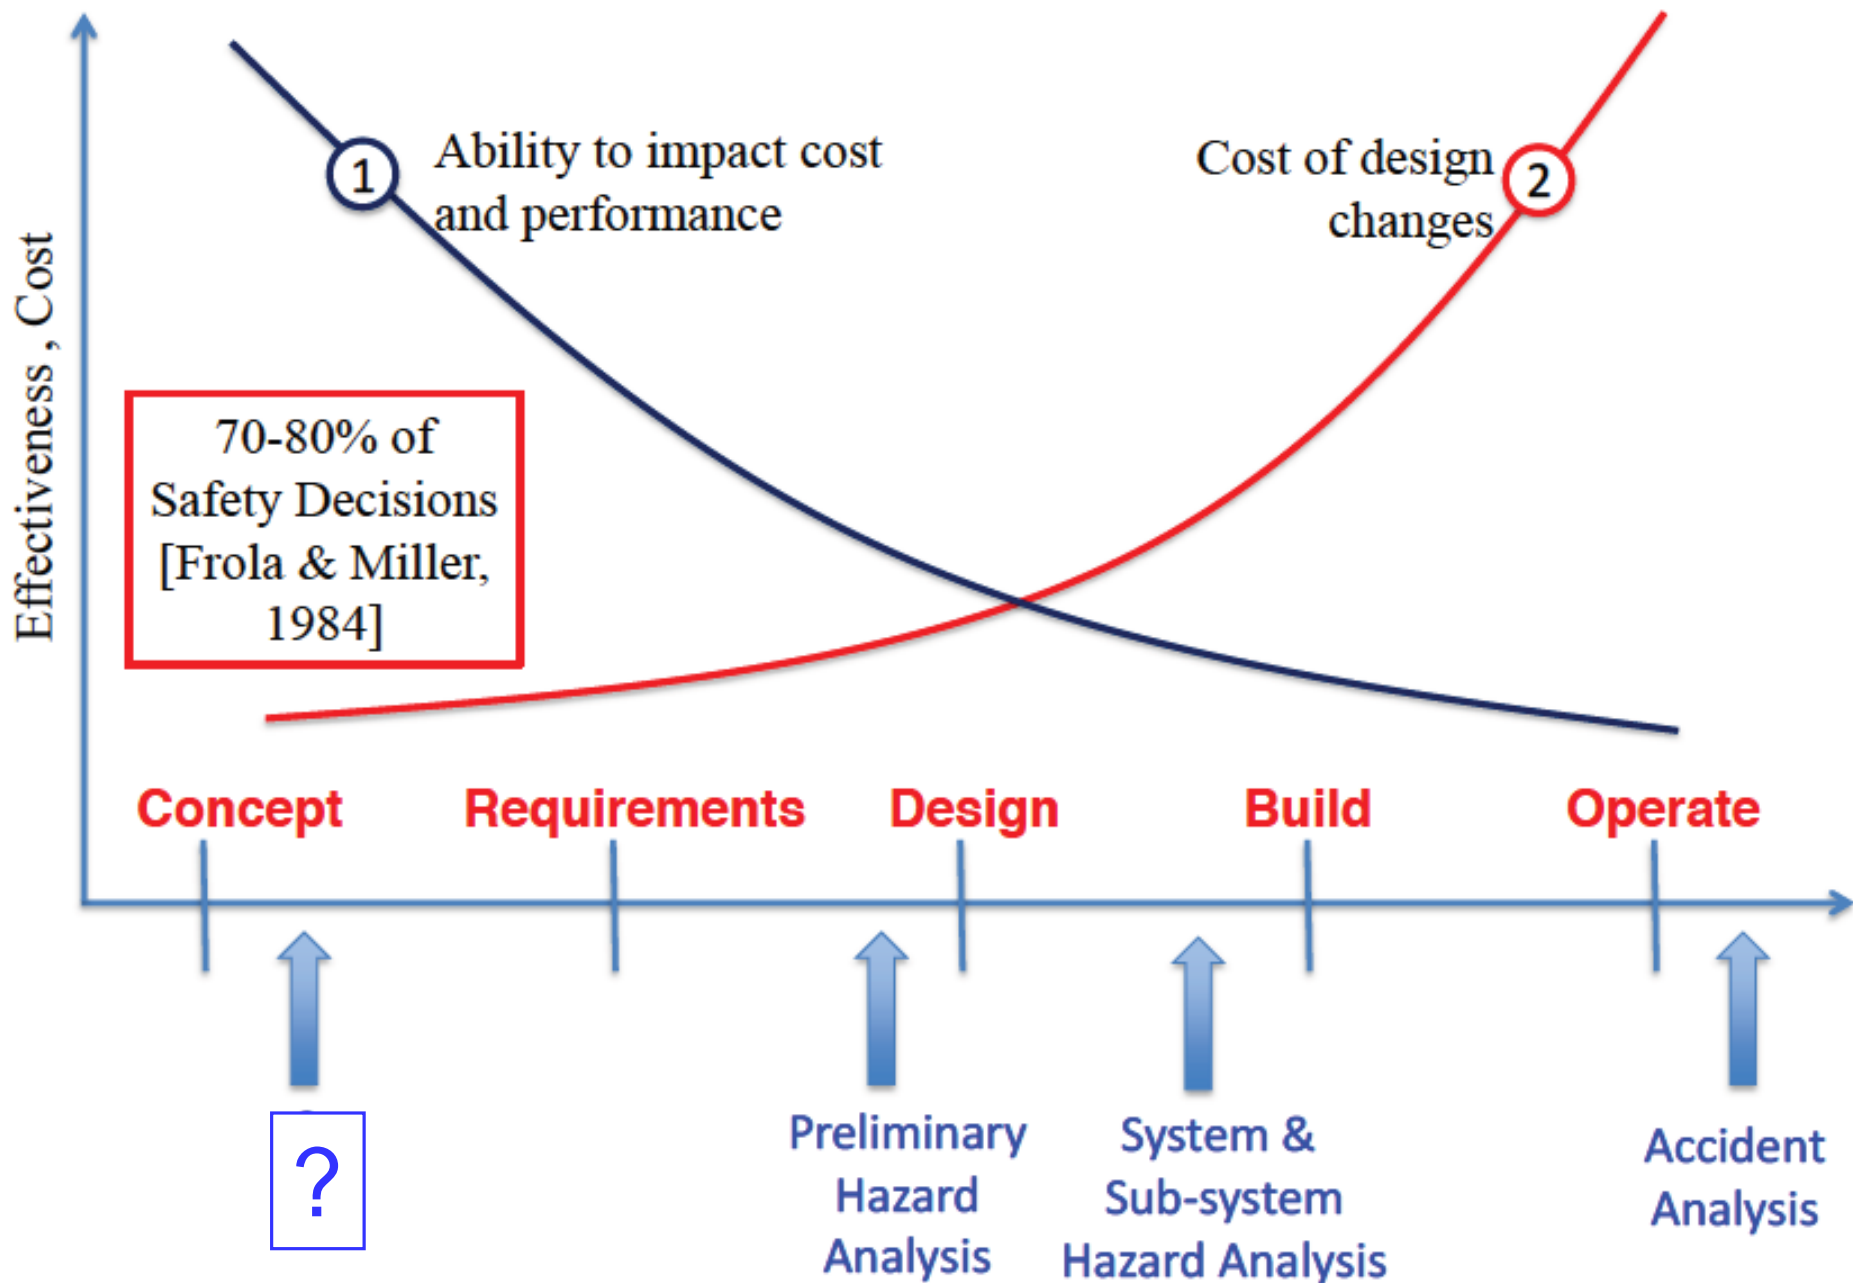 Effectiveness , Cost
1
Ability to impact cost
and performance
Cost of design
changes
2
70-80% of
Safety Decisions
[Frola & Miller,
1984]
Concept
Requirements
Design
Build
Operate
?
Preliminary
Hazard
Analysis
System &
Sub-system
Hazard Analysis
Accident
Analysis